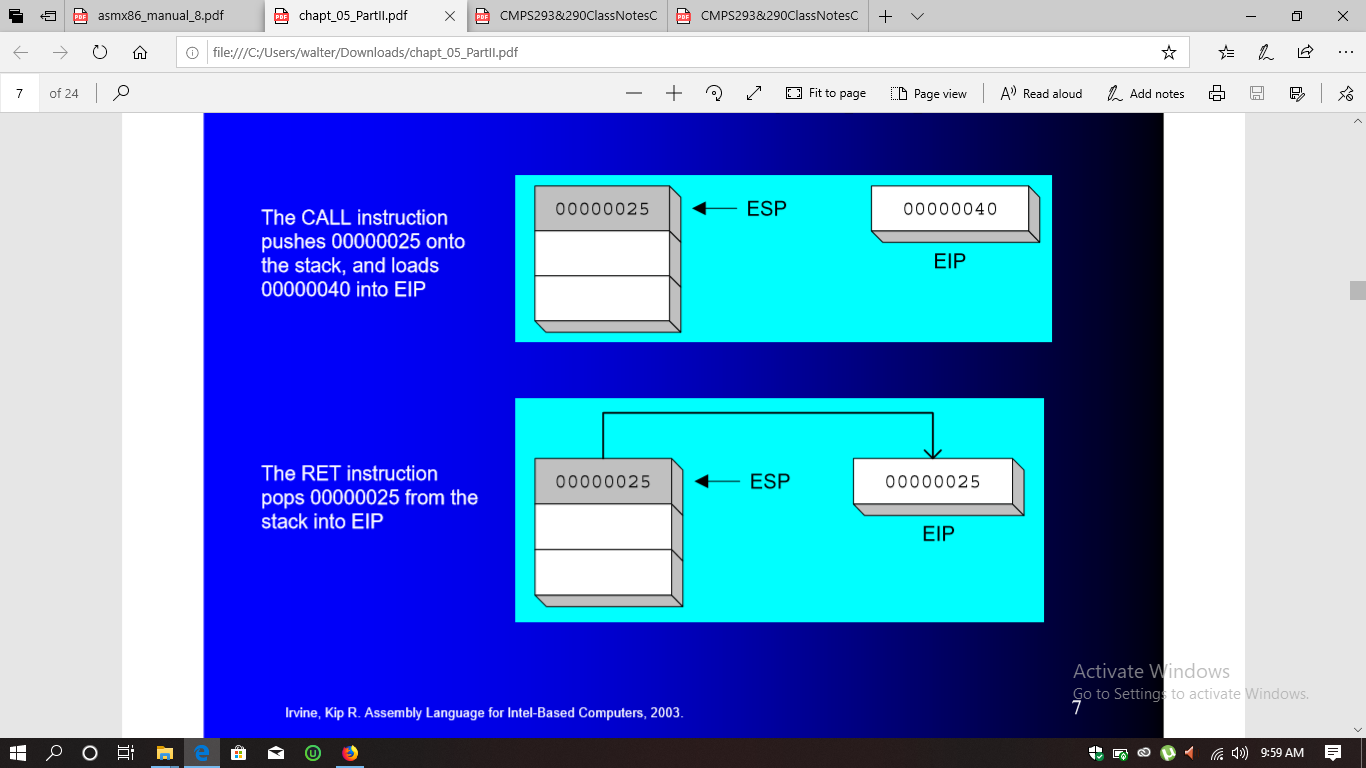 asmx86_manual_8.pdf
chapt_05_PartII.pdf
CMPS293&290ClassNotesC
CMPS293&290ClassNotesC
file:///C:/Users/walter/Downloads/chapt_05_PartII.pdf
7 of 24
Fit to page
Page view
Read aloud
Add notes
The CALL instruction
pushes 00000025 onto
the stack, and loads
00000040 into EIP
00000025
ESP
00000040
EIP
The RET instruction
pops 00000025 from the
stack into EIP
00000025
ESP
00000025
EIP
Irvine, Kip R. Assembly Language for Intel-Based Computers, 2003.
7
Activate Windows
Go to Settings to activate Windows.
9:59 AM